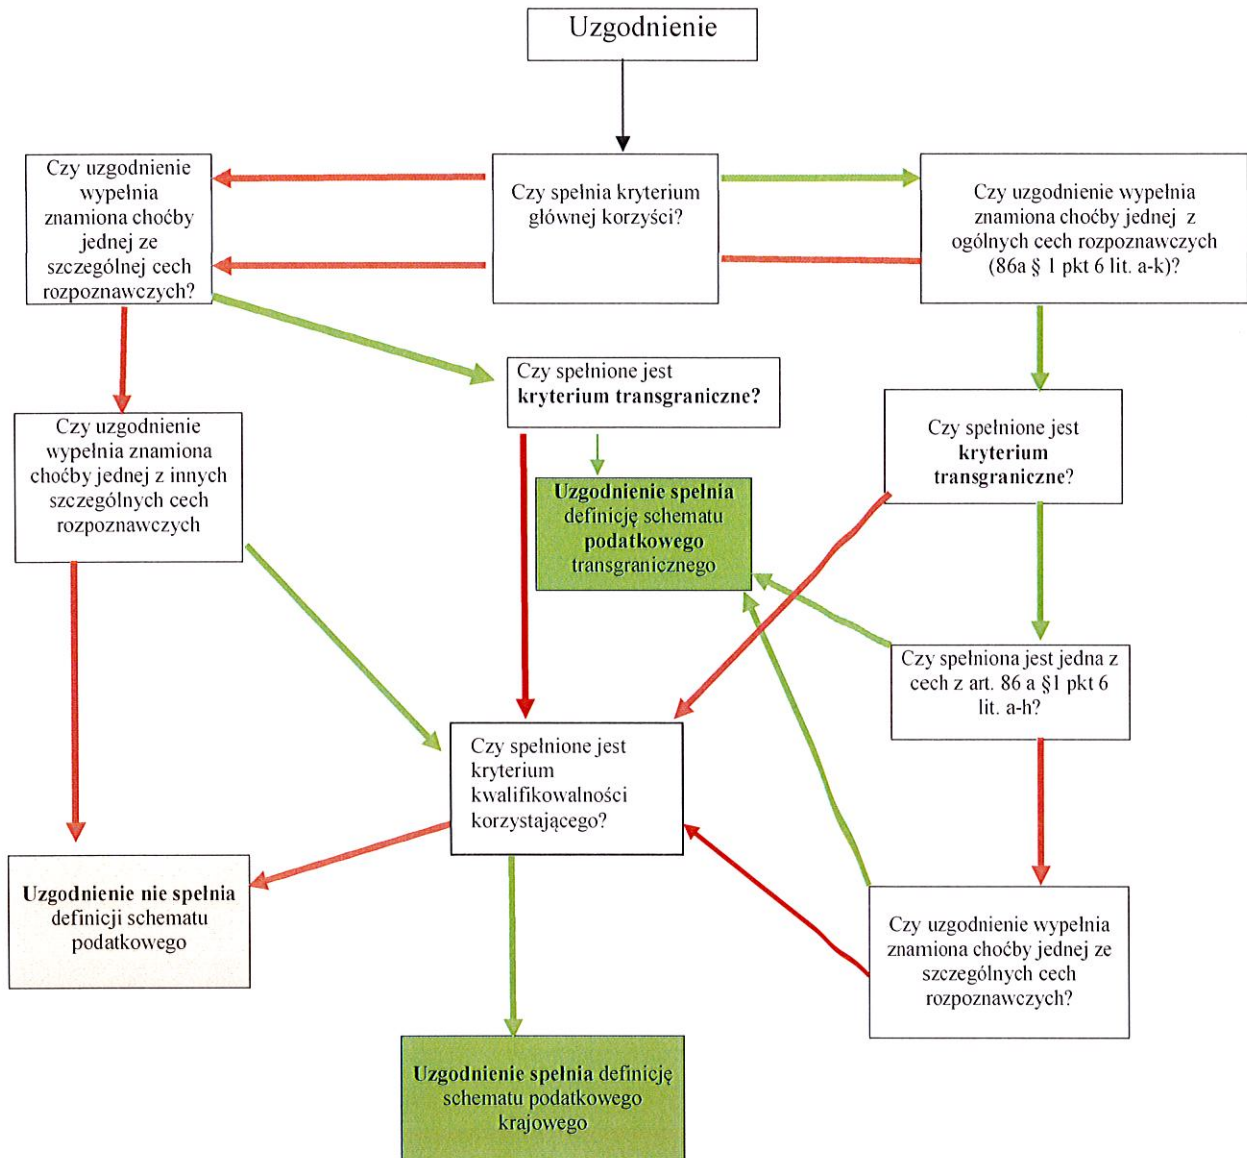 Uzgodnienie
Czy uzgodnienie
wypełnia
znamiona choćby
jednej ze
szczególnej cech
rozpoznawczych?
Czy spełnia kryterium
głównej korzyści?
Czy uzgodnienie wypełnia
znamiona choćby jednej z
ogólnych cech rozpoznawczych
(86a § 1 pkt 6 lit. a-k)?
Czy spełnione jest
kryterium transgraniczne?
Czy spełnione jest
kryterium
transgraniczne?
Czy uzgodnienie
wypełnia znamiona
choćby jednej z innych
szczególnych cech
rozpoznawczych
Uzgodnienie spełnia
definicję schematu
podatkowego
transgranicznego
Czy spełniona jest jedna z
cech z art. 86 a §1 pkt 6
lit. a-h?
Czy spełnione jest
kryterium
kwalifikowalności
korzystającego?
Uzgodnienie nie spełnia
definicji schematu
podatkowego
Czy uzgodnienie wypełnia
znamiona choćby jednej ze
szczególnych cech
rozpoznawczych?
Uzgodnienie spełnia definicję
schematu podatkowego
krajowego